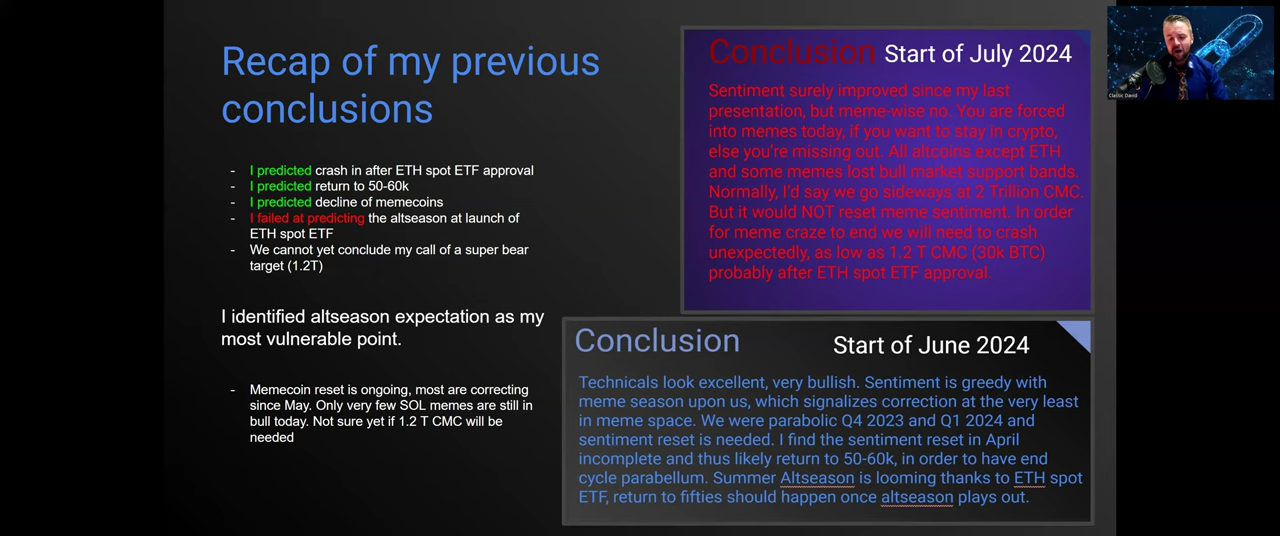 Recap of my previous
conclusions
- I predicted crash in after ETH spot ETF approval
- I predicted return to 50-60k
- I predicted decline of memecoins
- I failed at predicting the altseason at launch of
ETH spot ETF
- We cannot yet conclude my call of a super bear
target (1.2T)
I identified altseason expectation as my
most vulnerable point.
- Memecoin reset is ongoing, most are correcting
since May. Only very few SOL memes are still in
bull today. Not sure yet if 1.2 T CMC will be
needed
Conclusion Start of July 2024
Sentiment surely improved since my last
presentation, but meme-wise no. You are forced
into memes today, if you want to stay in crypto,
else you're missing out. All altcoins except ETH
and some memes lost bull market support bands.
Normally, I'd say we go sideways at 2 Trillion CMC.
But it would NOT reset meme sentiment. In order
for meme craze to end we will need to crash
unexpectedly, as low as 1.2 T CMC (30k BTC)
probably after ETH spot ETF approval.
Conclusion Start of June 2024
Technicals look excellent, very bullish. Sentiment is greedy with
meme season upon us, which signalizes correction at the very least
in meme space. We were parabolic Q4 2023 and Q1 2024 and
sentiment reset is needed. I find the sentiment reset in April
incomplete and thus likely return to 50-60k, in order to have end
cycle parabellum. Summer Altseason is looming thanks to ETH spot
ETF, return to fifties should happen once altseason plays out.
Classic David